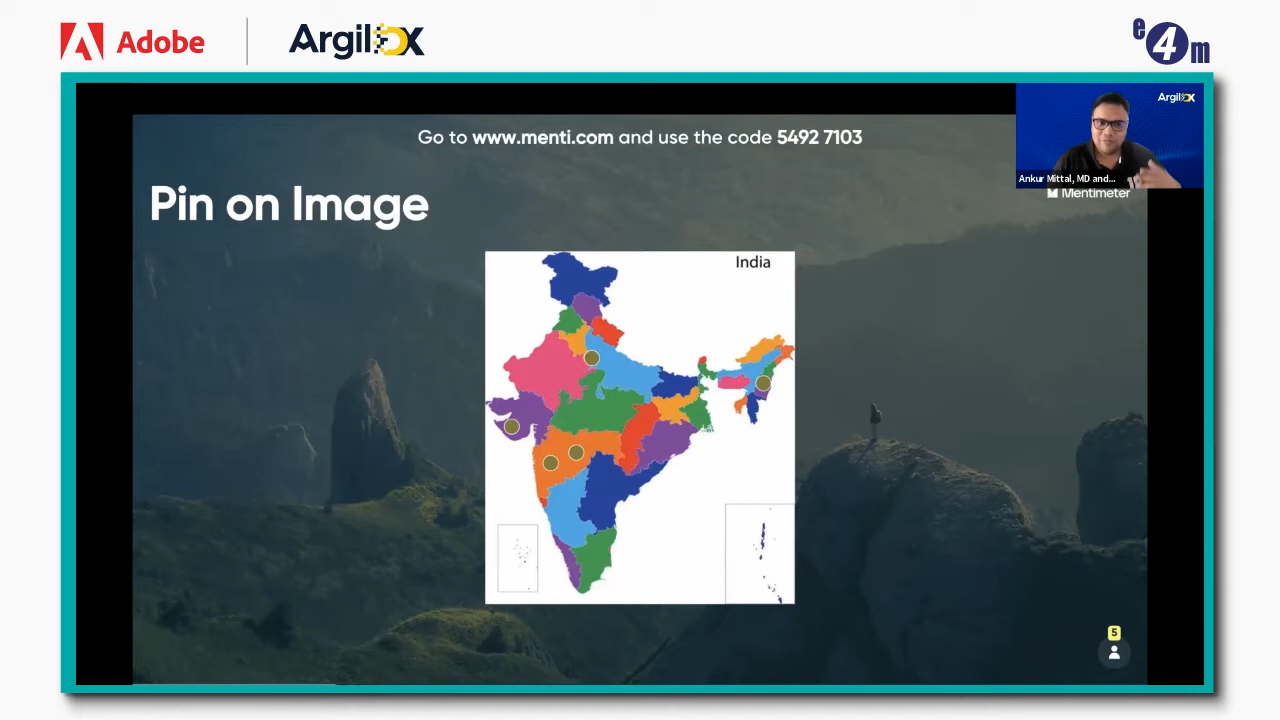 Adobe
ArgilDX
e4m
Go to www.menti.com and use the code 5492 7103
ArgilDX
Ankur Mittal, MD and...
Mentimeter
Pin on Image
India
5